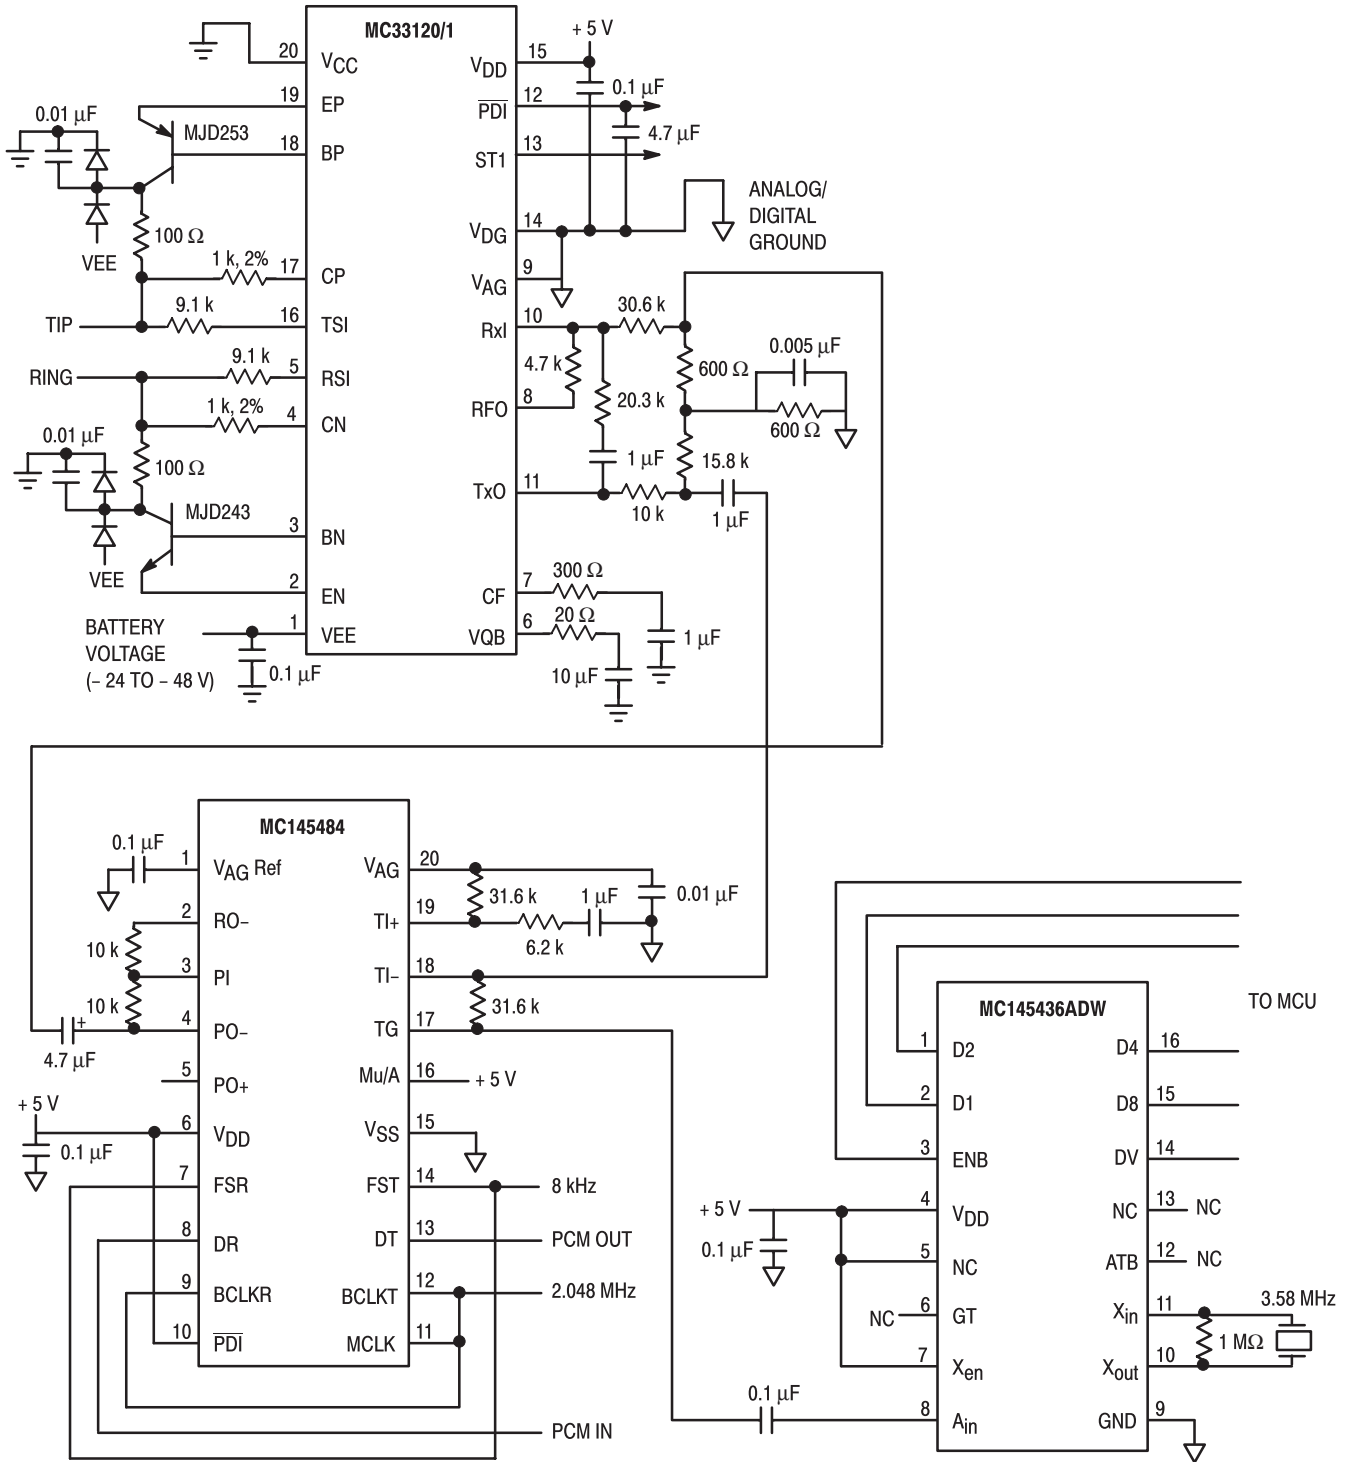 MC33120/1
20
VCC
19
EP
18
BP
17
CP
16
TSI
5
RSI
4
CN
3
BN
2
EN
1
VEE
VDD
15
PDI
12
ST1
13
VDG
14
VAG
9
RxI
10
RFO
8
TxO
11
CF
7
VQB
6
0.01 µF
MJD253
100 Ω
VEE
1 k, 2%
TIP
9.1 k
RING
9.1 k
1 k, 2%
0.01 µF
100 Ω
MJD243
VEE
BATTERY
VOLTAGE
(– 24 TO – 48 V)
0.1 µF
+ 5 V
0.1 µF
4.7 µF
ANALOG/
DIGITAL
GROUND
30.6 k
4.7 k
20.3 k
1 µF
600 Ω
0.005 µF
600 Ω
15.8 k
10 k
1 µF
300 Ω
20 Ω
1 µF
10 µF
MC145484
1
VAG Ref
2
RO–
3
PI
4
PO–
5
PO+
6
VDD
7
FSR
8
DR
9
BCLKR
10
PDI
VAG
20
TI+
19
TI–
18
TG
17
Mu/A
16
VSS
15
FST
14
DT
13
BCLKT
12
MCLK
11
0.1 µF
10 k
10 k
+
4.7 µF
+ 5 V
0.1 µF
31.6 k
1 µF
0.01 µF
6.2 k
31.6 k
+ 5 V
8 kHz
PCM OUT
2.048 MHz
PCM IN
MC145436ADW
TO MCU
1
D2
2
D1
3
ENB
4
VDD
5
NC
6
GT
7
Xen
8
Ain
D4
16
D8
15
DV
14
NC
13
NC
ATB
12
NC
Xin
11
Xout
10
GND
9
+ 5 V
0.1 µF
NC
0.1 µF
3.58 MHz
1 MΩ